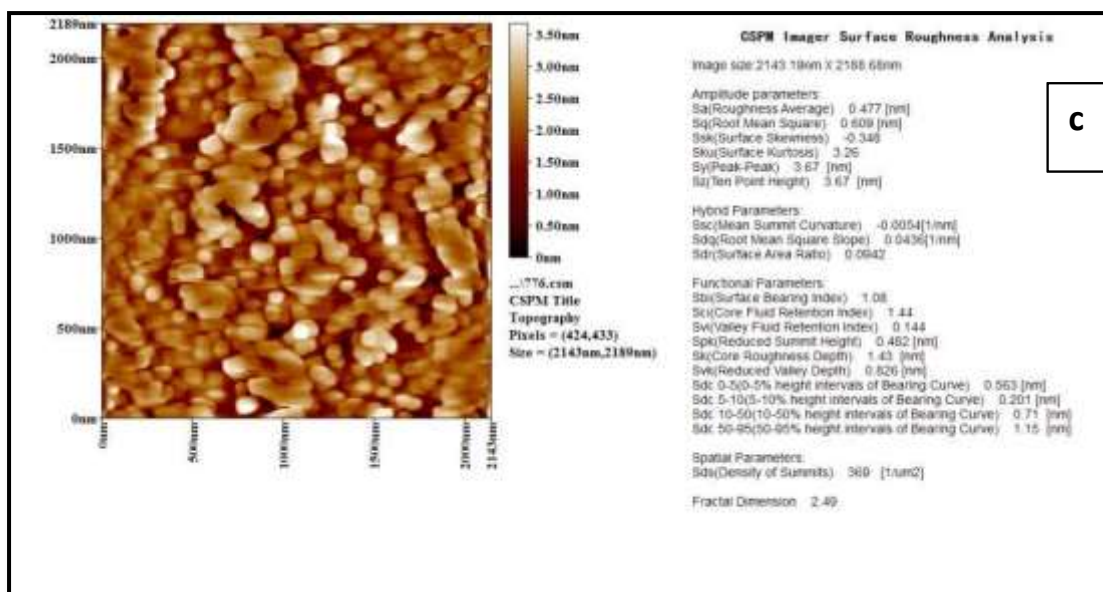 2189nm
2000nm
1500nm
1000nm
500nm
0nm
0nm
500nm
1000nm
1500nm
2000nm
2143nm
3.50nm
3.00nm
2.50nm
2.00nm
1.50nm
1.00nm
0.50nm
0nm
...\776.csm
CSPM Title
Topography
Pixels = (424,433)
Size = (2143nm,2189nm)
CSPM Imager Surface Roughness Analysis
Image size:2143.19nm X 2188.68nm
Amplitude parameters:
Sa(Roughness Average) 0.477 [nm]
Sq(Root Mean Square) 0.609 [nm]
Ssk(Surface Skewness) -0.346
Sku(Surface Kurtosis) 3.26
Sy(Peak-Peak) 3.67 [nm]
Sz(Ten Point Height) 3.67 [nm]
Hybrid Parameters:
Ssc(Mean Summit Curvature) -0.0054[1/nm]
Sdq(Root Mean Square Slope) 0.0436[1/nm]
Sdr(Surface Area Ratio) 0.0942
Functional Parameters:
Sbi(Surface Bearing Index) 1.08
Sci(Core Fluid Retention Index) 1.44
Svi(Valley Fluid Retention Index) 0.144
Spk(Reduced Summit Height) 0.462 [nm]
Sk(Core Roughness Depth) 1.43 [nm]
Svk(Reduced Valley Depth) 0.826 [nm]
Sdc 0-5(0-5% height intervals of Bearing Curve) 0.563 [nm]
Sdc 5-10(5-10% height intervals of Bearing Curve) 0.201 [nm]
Sdc 10-50(10-50% height intervals of Bearing Curve) 0.71 [nm]
Sdc 50-95(50-95% height intervals of Bearing Curve) 1.15 [nm]
Spatial Parameters:
Sds(Density of Summits) 369 [1/um2]
Fractal Dimension 2.49
c